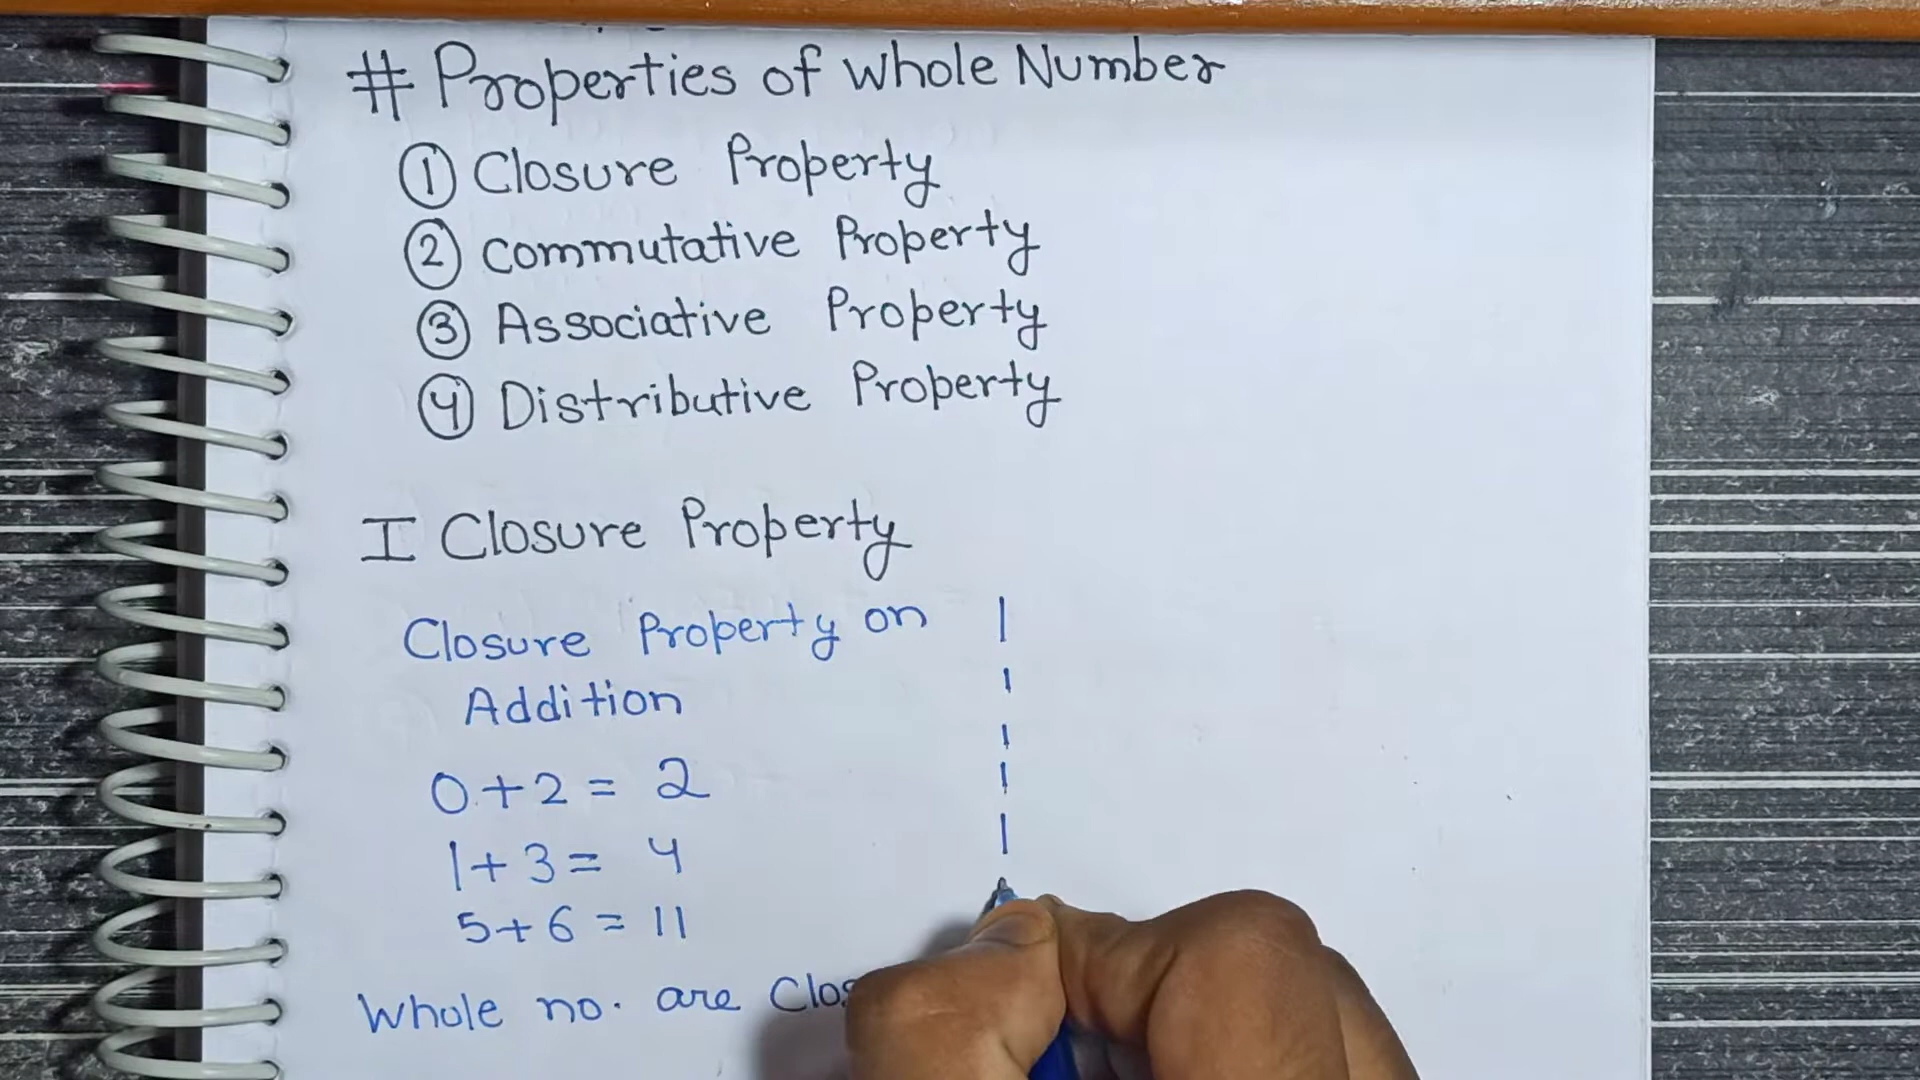 # Properties of whole Number
① Closure Property
② Commutative Property
③ Associative Property
④ Distributive Property
I Closure Property
Closure Property on
Addition
0+2= 2
1+3= 4
5+6 = 11
Whole no. are